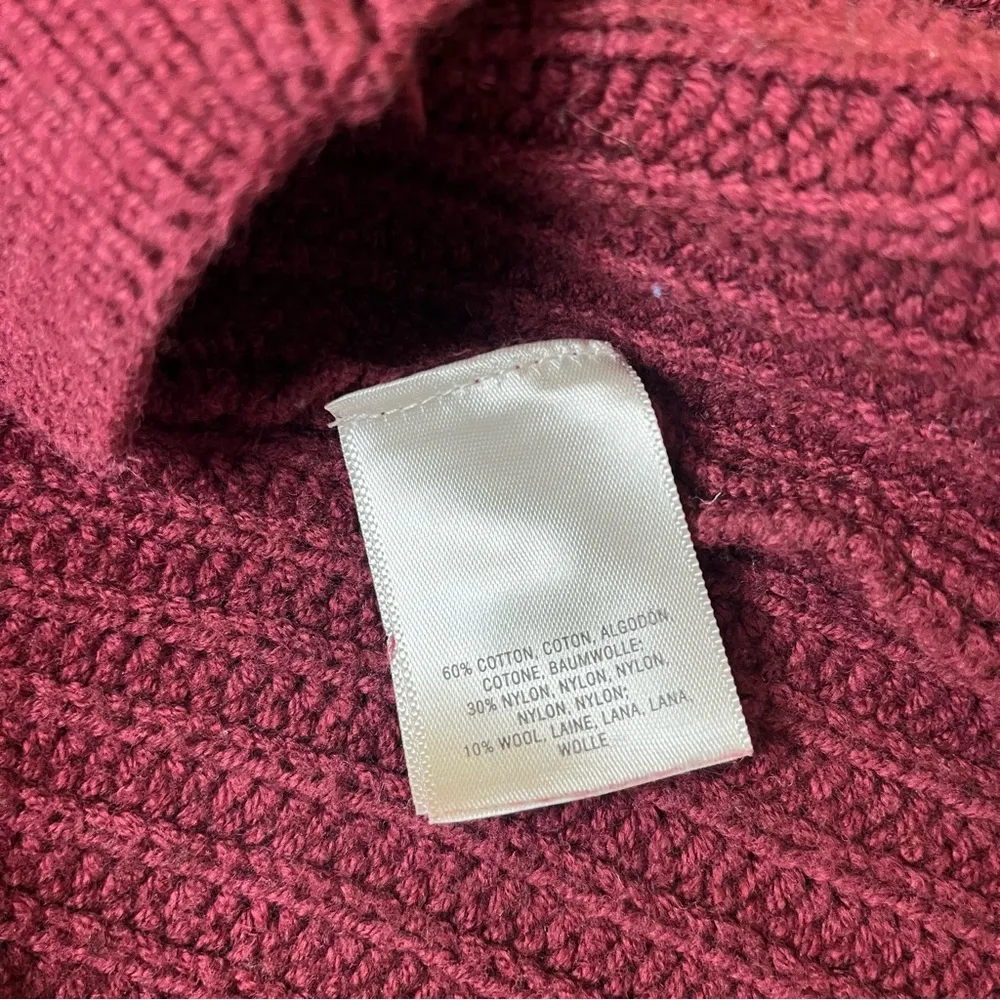 60% COTTON, COTON, ALGODÓN,
COTONE, BAUMWOLLE;
30% NYLON, NYLON, NYLON,
NYLON, NYLON;
10% WOOL, LAINE, LANA, LANA,
WOLLE